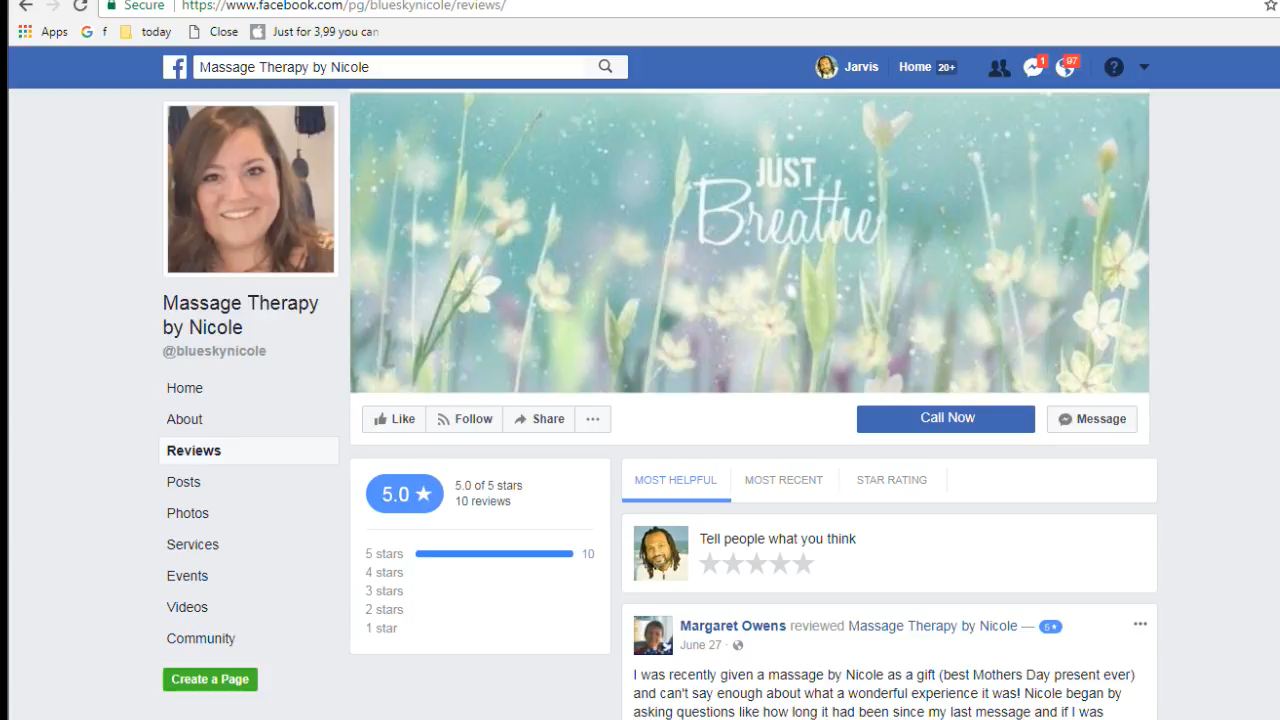 Secure https://www.facebook.com/pg/blueskynicole/reviews/
Apps G f today Close Just for 3,99 you can
f Massage Therapy by Nicole Jarvis Home 20+ 1 97 ?
JUST
Breathe
Massage Therapy
by Nicole
@blueskynicole
Home
About
Reviews
Posts
Photos
Services
Events
Videos
Community
Create a Page
Like Follow Share ... Call Now Message
5.0 ★ 5.0 of 5 stars
10 reviews
5 stars 10
4 stars
3 stars
2 stars
1 star
MOST HELPFUL MOST RECENT STAR RATING
Tell people what you think
Margaret Owens reviewed Massage Therapy by Nicole — 5★
June 27 ·
I was recently given a massage by Nicole as a gift (best Mothers Day present ever)
and can't say enough about what a wonderful experience it was! Nicole began by
asking questions like how long it had been since my last message and if I was